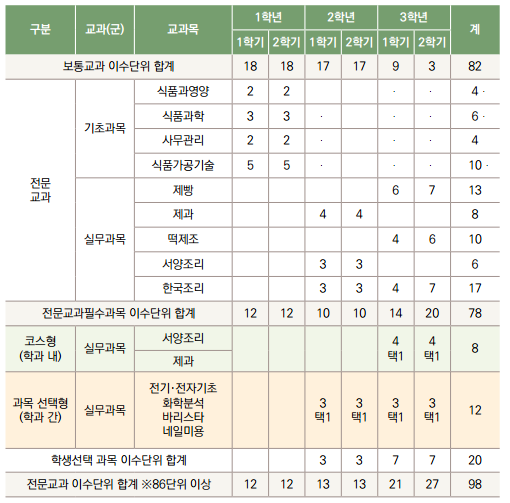 구분 교과(군) 교과목 1학년 2학년 3학년 계
1학기 2학기 1학기 2학기 1학기 2학기
보통교과 이수단위 합계 18 18 17 17 9 3 82
전문
교과
기초과목
식품과영양 2 2 · · 4 ·
식품과학 3 3 · · · · 6 ·
사무관리 2 2 · · · · 4
식품가공기술 5 5 · · · · 10 ·
실무과목
제빵 6 7 13
제과 4 4 8
떡제조 4 6 10
서양조리 3 3 6
한국조리 3 3 4 7 17
전문교과필수과목 이수단위 합계 12 12 10 10 14 20 78
코스형
(학과 내)
실무과목
서양조리
제과
4 4
택1 택1
8
과목 선택형
(학과 간)
실무과목
전기·전자기초
화학분석
바리스타
네일미용
3 3 3 3
택1 택1 택1 택1
12
학생선택 과목 이수단위 합계 3 3 7 7 20
전문교과 이수단위 합계 ※86단위 이상 12 12 13 13 21 27 98